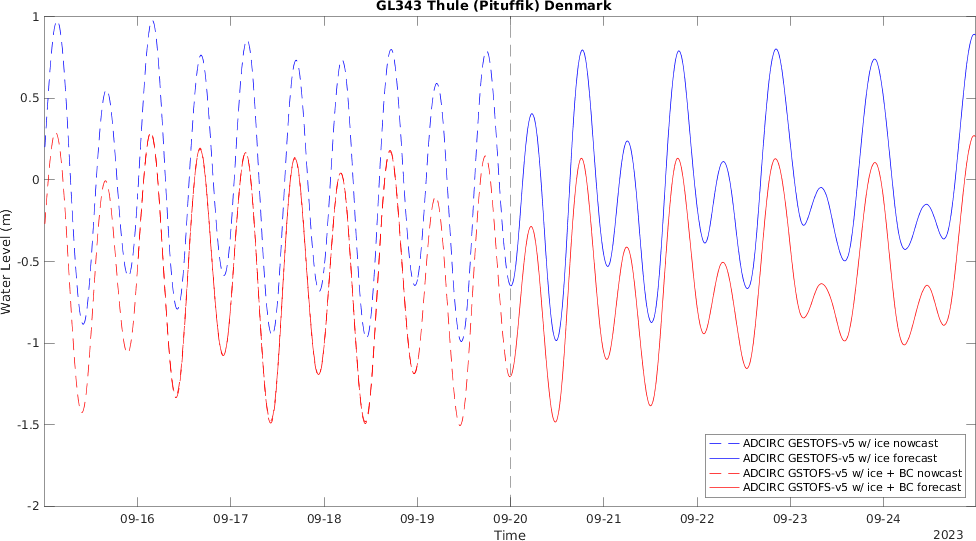 GL343 Thule (Pituffik) Denmark
1
0.5
0
-0.5
-1
-1.5
-2
Water Level (m)
ADCIRC GESTOFS-v5 w/ ice nowcast
ADCIRC GESTOFS-v5 w/ ice forecast
ADCIRC GSTOFS-v5 w/ ice + BC nowcast
ADCIRC GSTOFS-v5 w/ ice + BC forecast
09-16 09-17 09-18 09-19 09-20 09-21 09-22 09-23 09-24
Time
2023